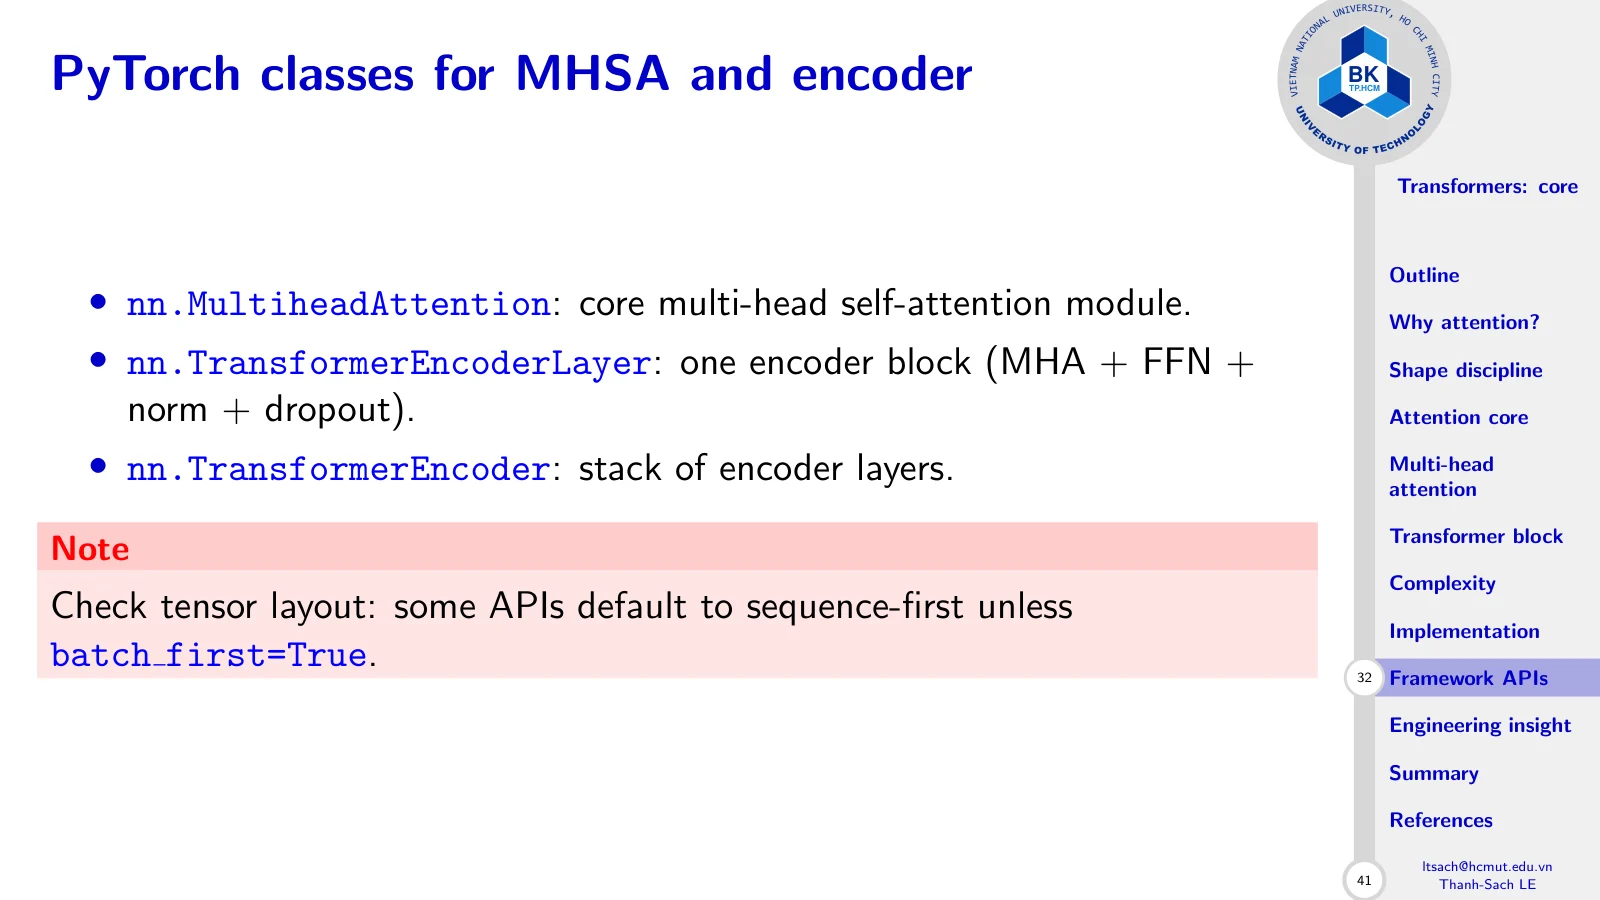 PyTorch classes for MHSA and encoder
VIETNAM NATIONAL UNIVERSITY, HO CHI MINH CITY
BK
TP.HCM
UNIVERSITY OF TECHNOLOGY
• nn.MultiheadAttention: core multi-head self-attention module.
• nn.TransformerEncoderLayer: one encoder block (MHA + FFN +
norm + dropout).
• nn.TransformerEncoder: stack of encoder layers.
Note
Check tensor layout: some APIs default to sequence-first unless
batch_first=True.
Transformers: core
Outline
Why attention?
Shape discipline
Attention core
Multi-head
attention
Transformer block
Complexity
Implementation
32 Framework APIs
Engineering insight
Summary
References
41
ltsach@hcmut.edu.vn
Thanh-Sach LE